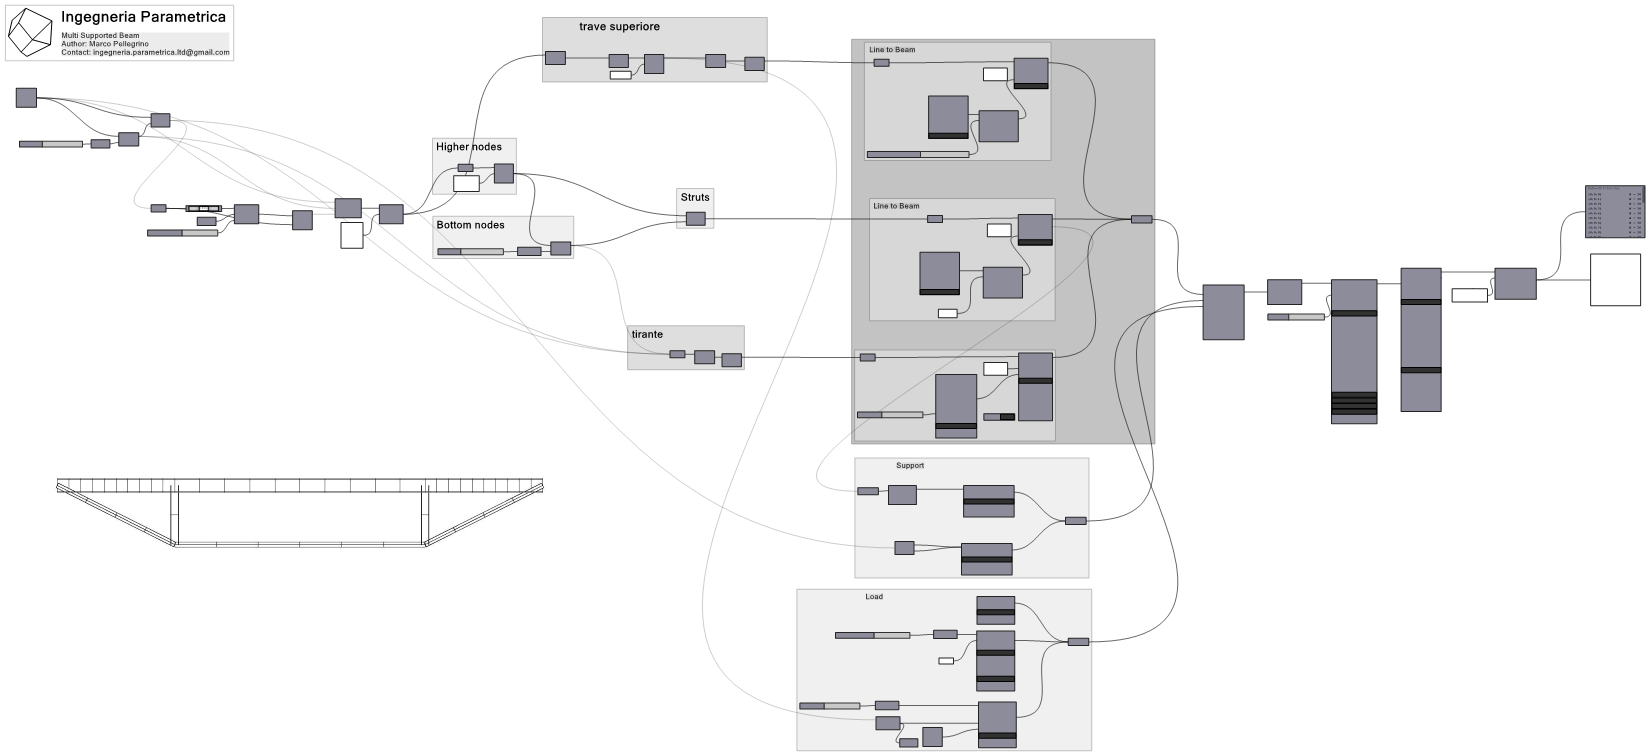 Ingegneria Parametrica
Multi Supported Beam
Author: Marco Pellegrino
Contact: ingegneria.parametrica.ltd@gmail.com
trave superiore
Line to Beam
Higher nodes
Bottom nodes
Struts
Line to Beam
tirante
Support
Load